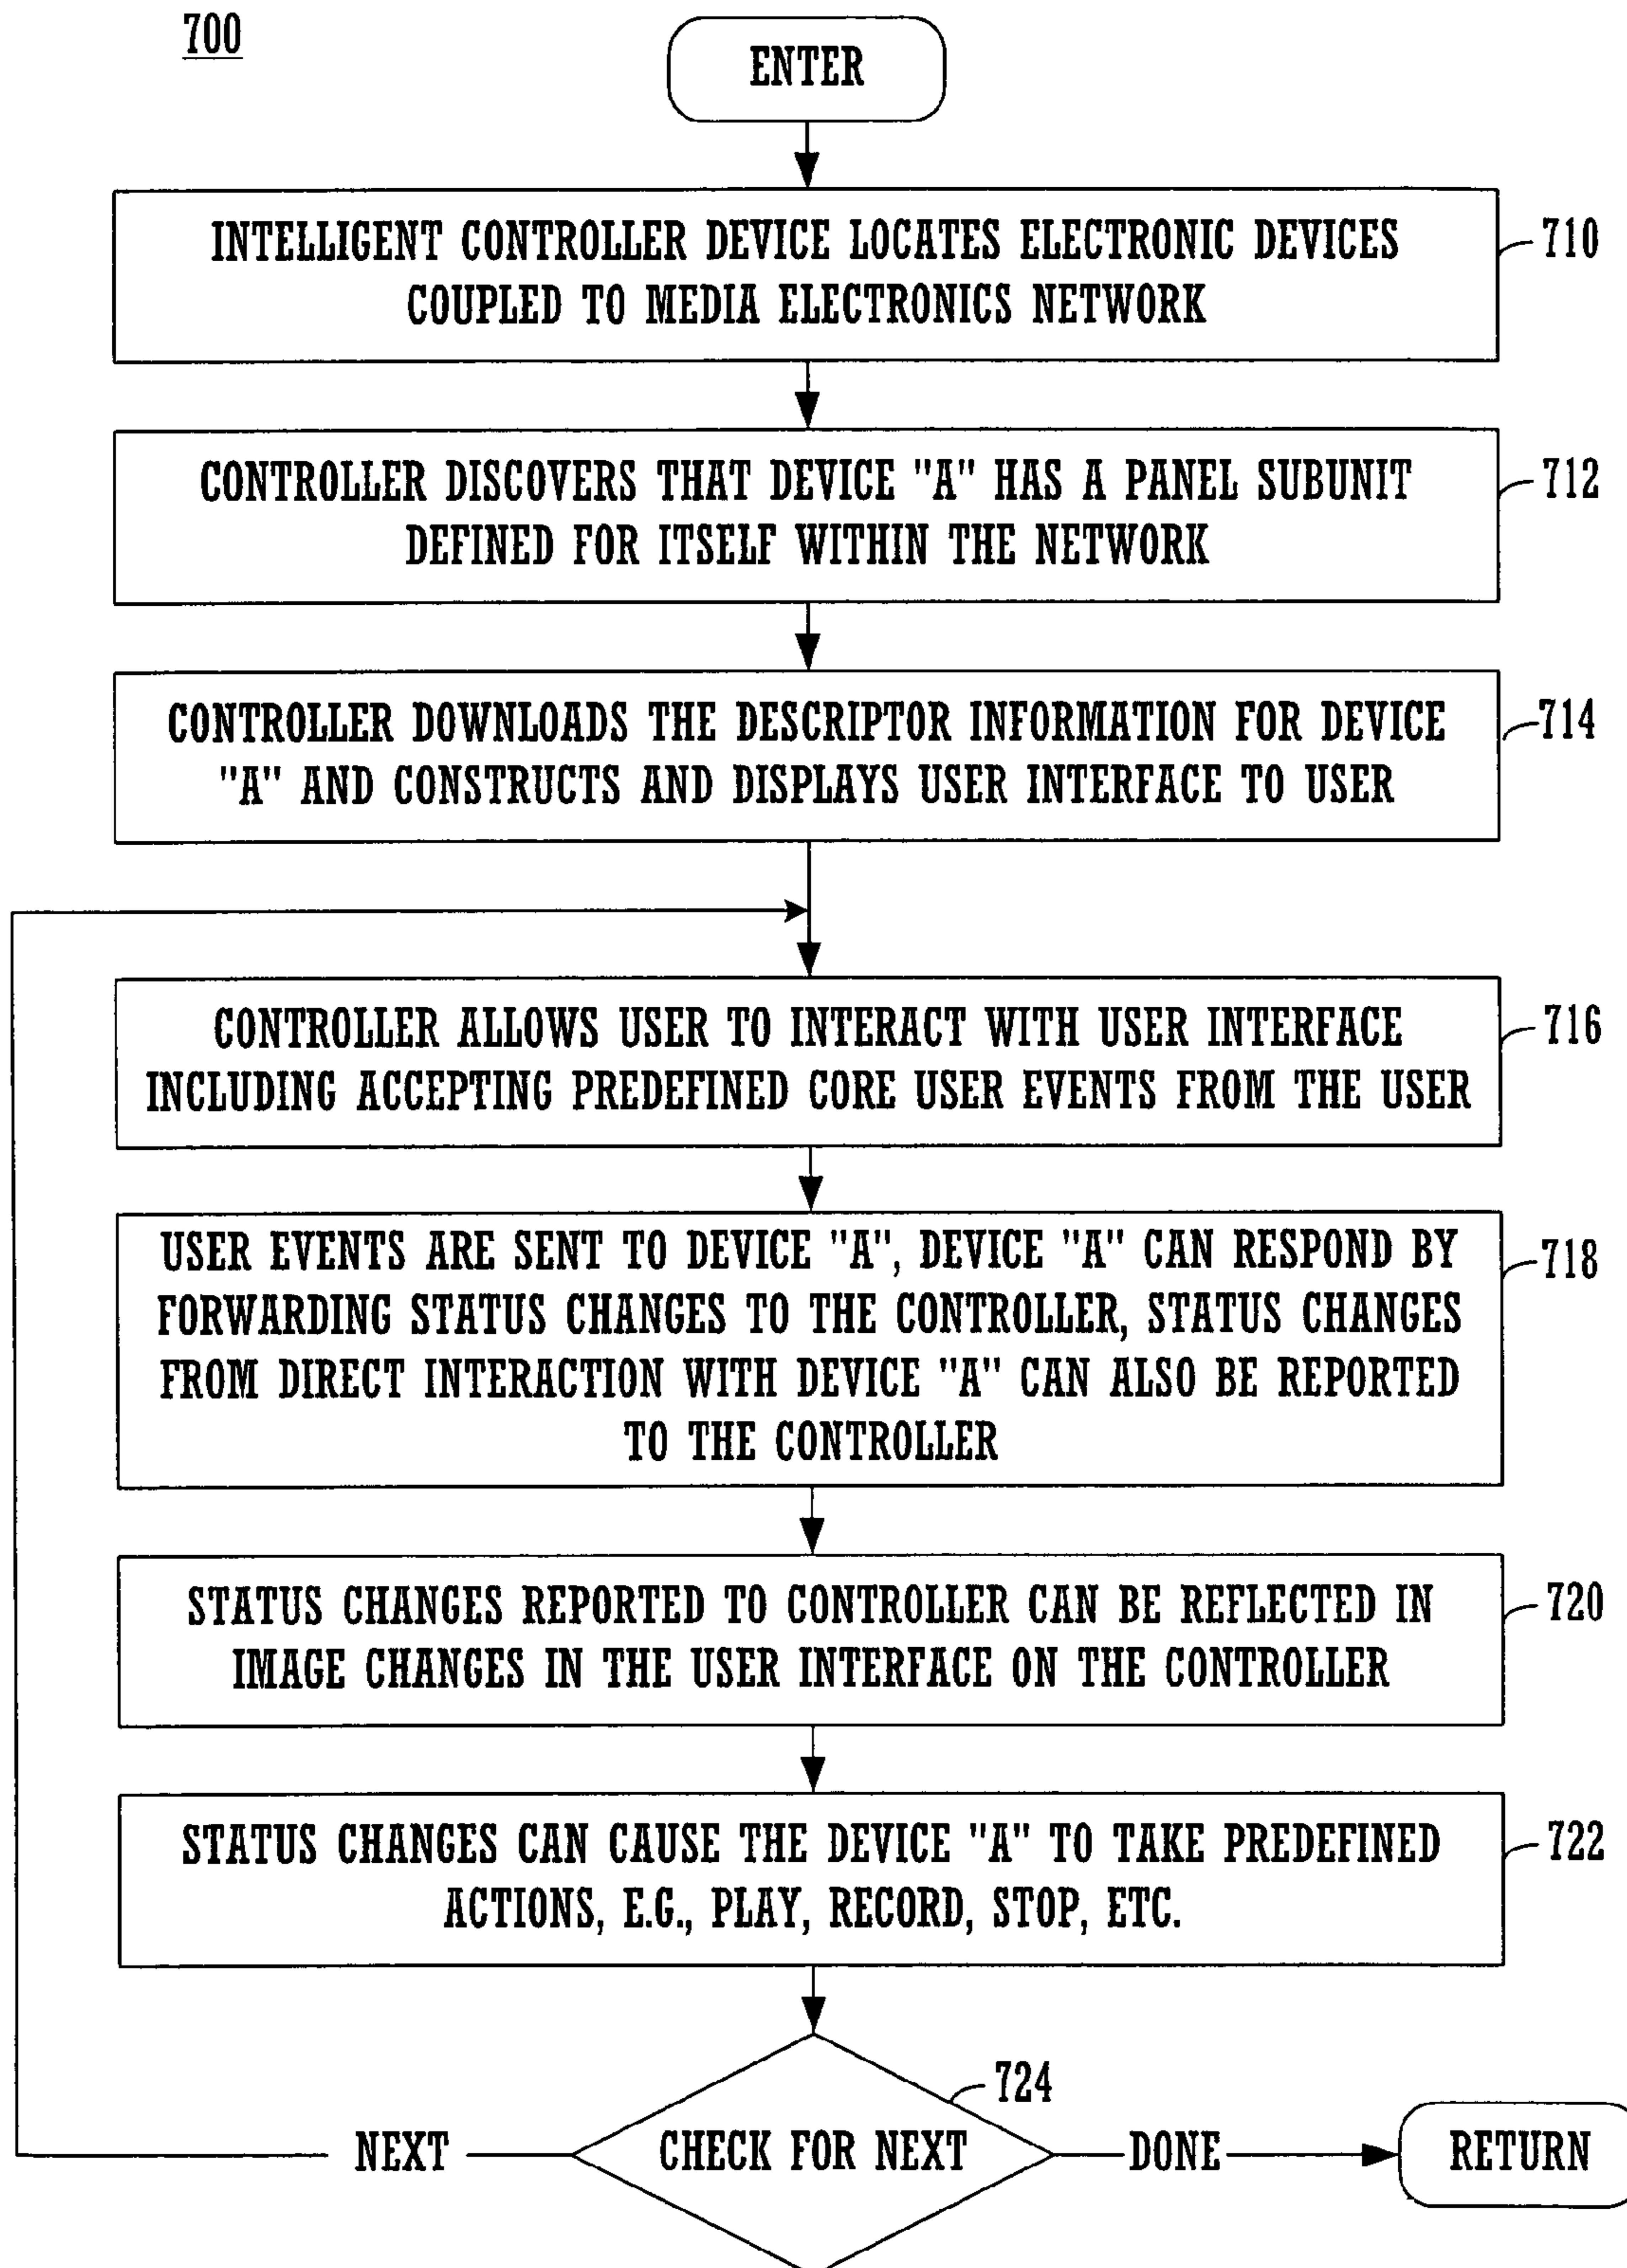 700
ENTER
INTELLIGENT CONTROLLER DEVICE LOCATES ELECTRONIC DEVICES
COUPLED TO MEDIA ELECTRONICS NETWORK
710
CONTROLLER DISCOVERS THAT DEVICE "A" HAS A PANEL SUBUNIT
DEFINED FOR ITSELF WITHIN THE NETWORK
712
CONTROLLER DOWNLOADS THE DESCRIPTOR INFORMATION FOR DEVICE
"A" AND CONSTRUCTS AND DISPLAYS USER INTERFACE TO USER
714
CONTROLLER ALLOWS USER TO INTERACT WITH USER INTERFACE
INCLUDING ACCEPTING PREDEFINED CORE USER EVENTS FROM THE USER
716
USER EVENTS ARE SENT TO DEVICE "A", DEVICE "A" CAN RESPOND BY
FORWARDING STATUS CHANGES TO THE CONTROLLER, STATUS CHANGES
FROM DIRECT INTERACTION WITH DEVICE "A" CAN ALSO BE REPORTED
TO THE CONTROLLER
718
STATUS CHANGES REPORTED TO CONTROLLER CAN BE REFLECTED IN
IMAGE CHANGES IN THE USER INTERFACE ON THE CONTROLLER
720
STATUS CHANGES CAN CAUSE THE DEVICE "A" TO TAKE PREDEFINED
ACTIONS, E.G., PLAY, RECORD, STOP, ETC.
722
724
NEXT
CHECK FOR NEXT
DONE
RETURN